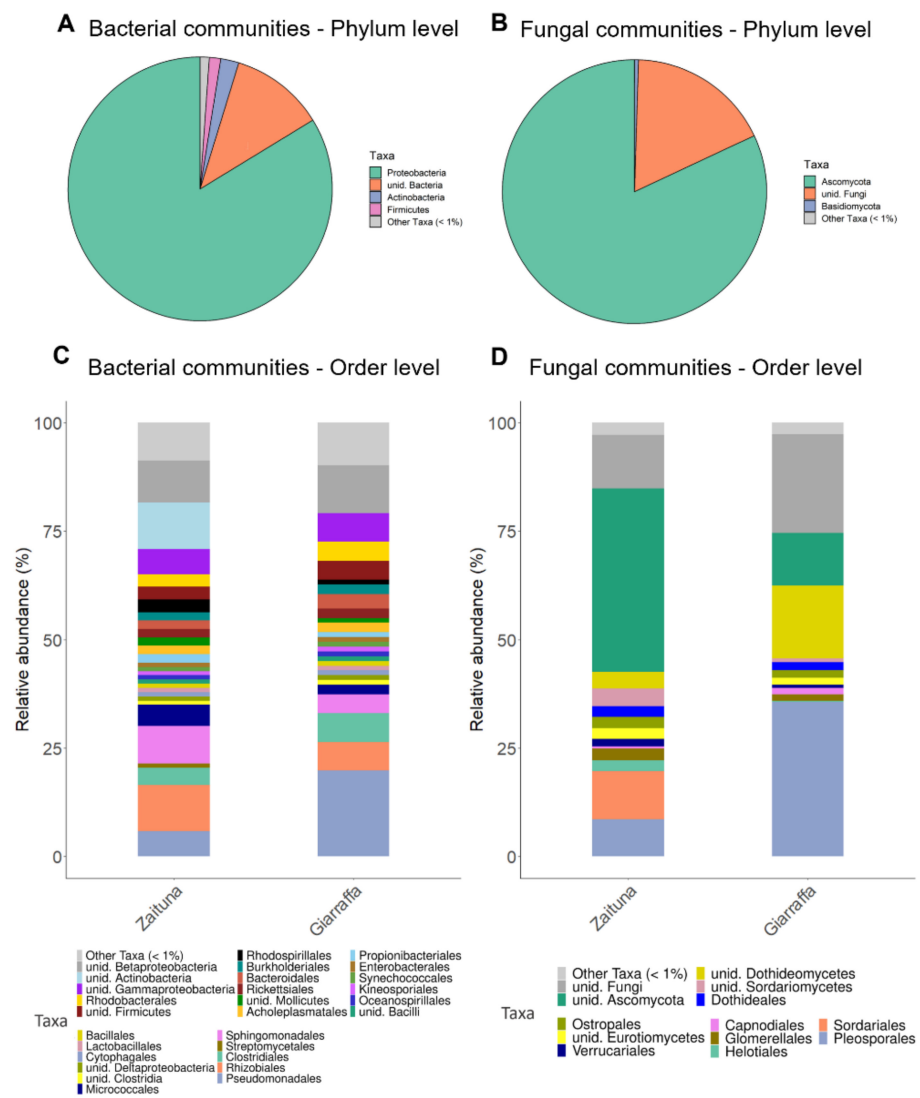 A Bacterial communities - Phylum level
Taxa
Proteobacteria
unid. Bacteria
Actinobacteria
Firmicutes
Other Taxa (< 1%)
B Fungal communities - Phylum level
Taxa
Ascomycota
unid. Fungi
Basidiomycota
Other Taxa (< 1%)
C Bacterial communities - Order level
Relative abundance (%)
100
75
50
25
0
Zaituna
Giarraffa
Taxa
Other Taxa (< 1%)
unid. Betaproteobacteria
unid. Actinobacteria
unid. Gammaproteobacteria
Rhodobacterales
unid. Firmicutes
Rhodospirillales
Burkholderiales
Bacteroidales
Rickettsiales
unid. Mollicutes
Acholeplasmatales
Propionibacteriales
Enterobacterales
Synechococcales
Kineosporiales
Oceanospirillales
unid. Bacilli
Bacillales
Lactobacillales
Cytophagales
unid. Deltaproteobacteria
unid. Clostridia
Micrococcales
Sphingomonadales
Streptomycetales
Clostridiales
Rhizobiales
Pseudomonadales
D Fungal communities - Order level
Relative abundance (%)
100
75
50
25
0
Zaituna
Giarraffa
Taxa
Other Taxa (< 1%)
unid. Fungi
unid. Ascomycota
unid. Dothideomycetes
unid. Sordariomycetes
Dothideales
Ostropales
unid. Eurotiomycetes
Verrucariales
Capnodiales
Glomerellales
Helotiales
Sordariales
Pleosporales